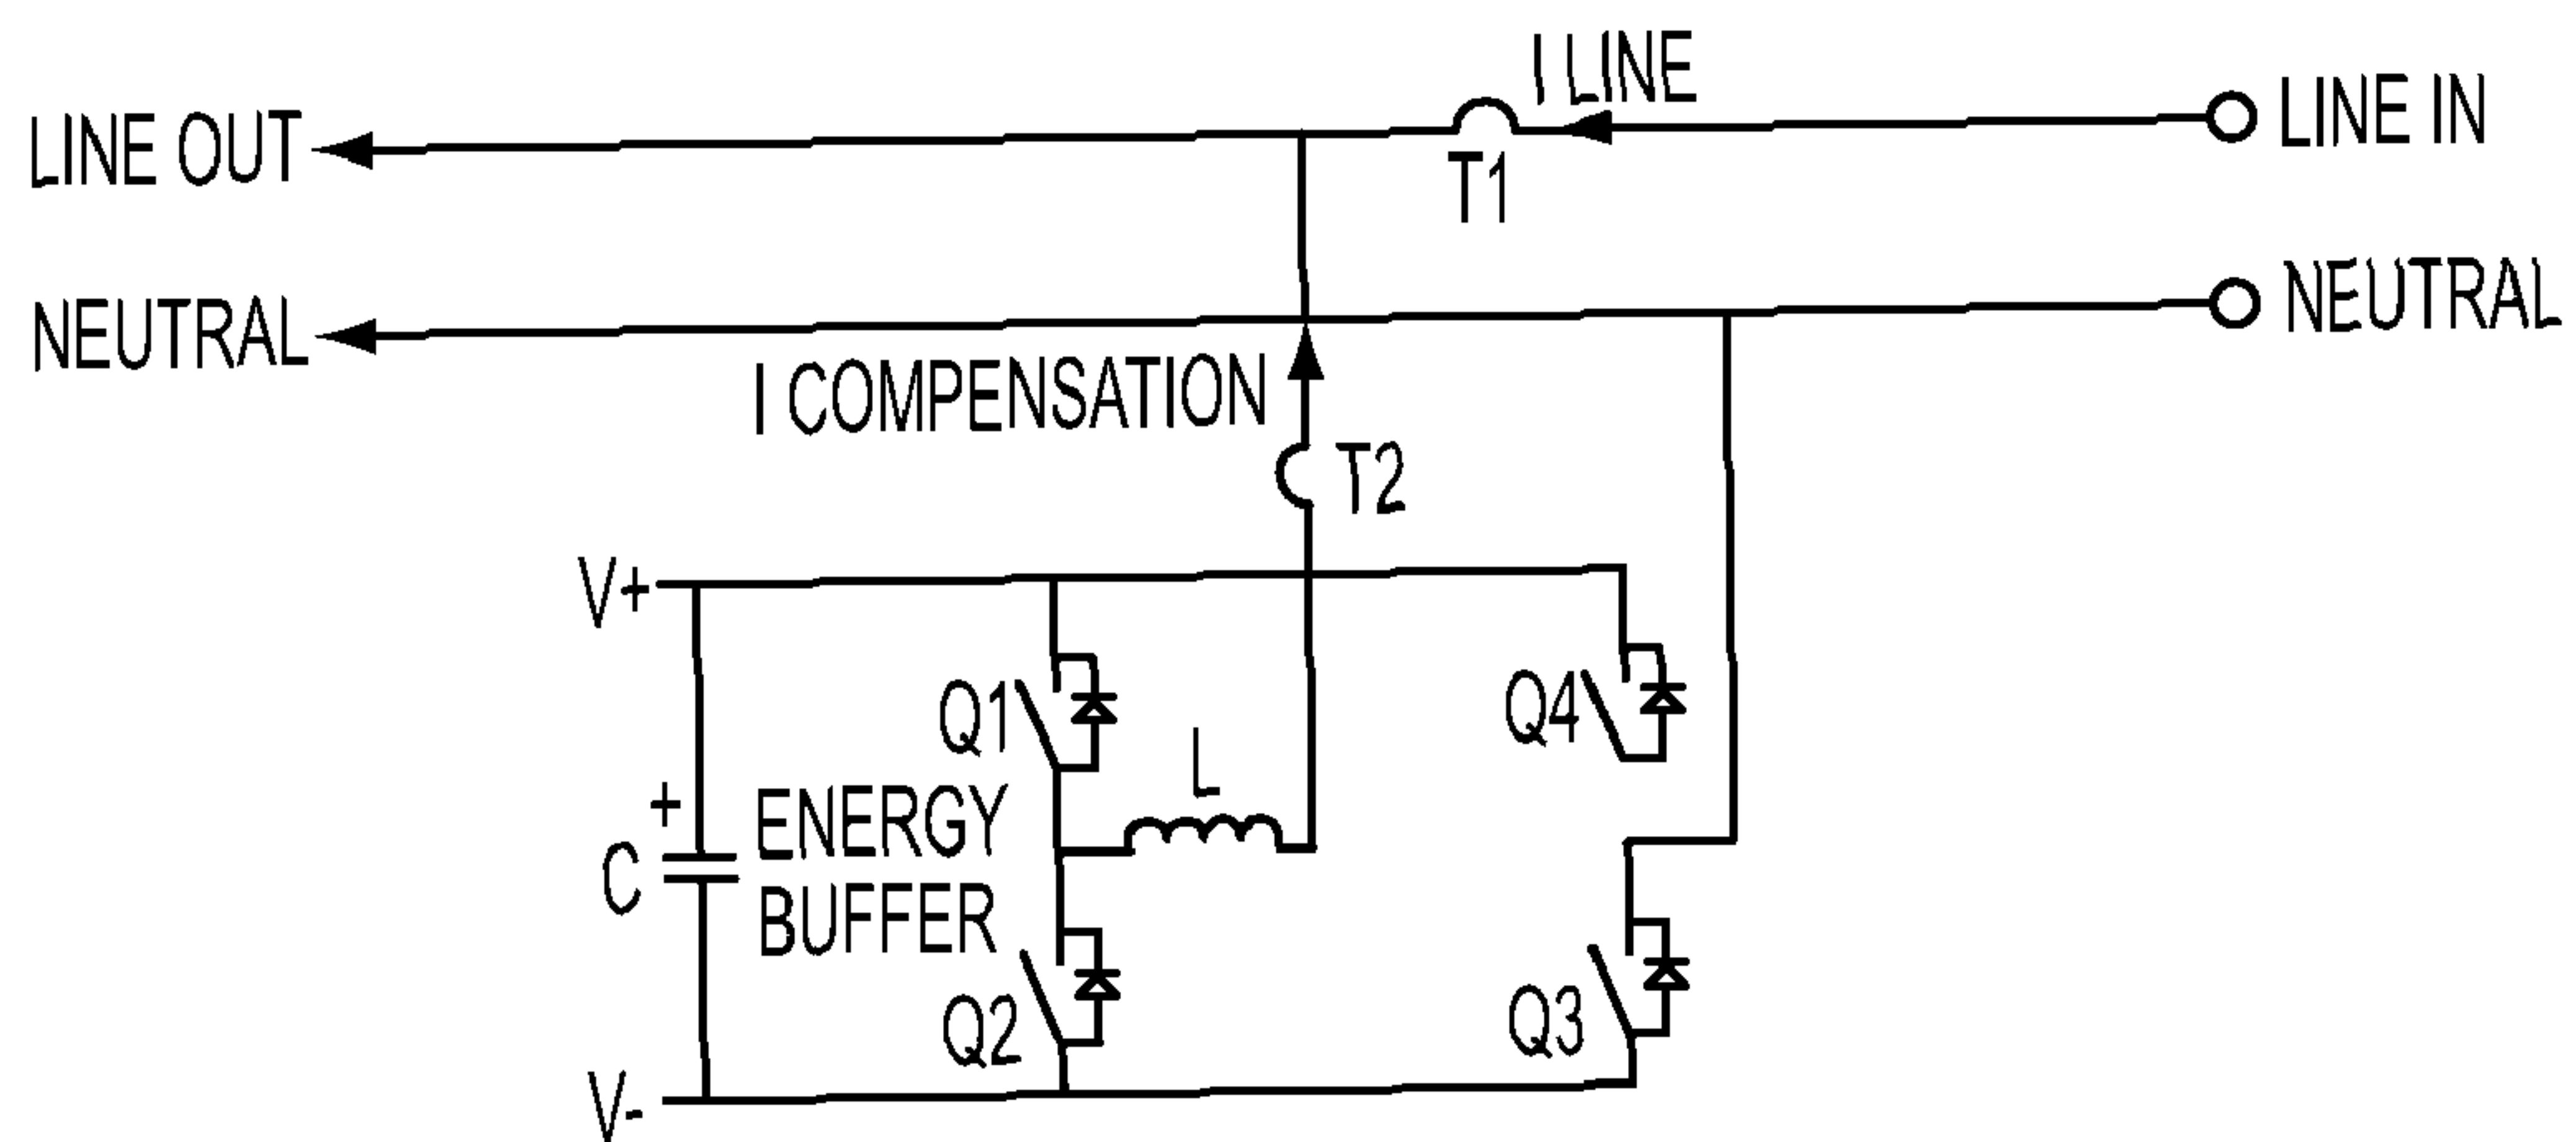 I LINE
LINE IN
LINE OUT
T1
NEUTRAL
NEUTRAL
I COMPENSATION
T2
V+
Q1
Q4
L
+
C
ENERGY
BUFFER
Q2
Q3
V-